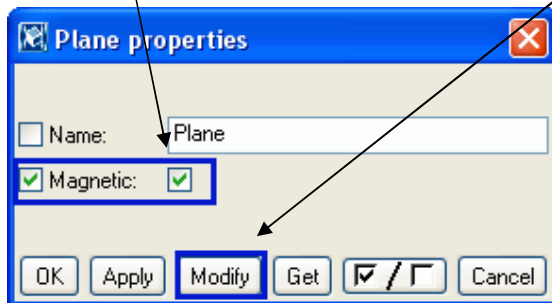 Plane properties
Name: Plane
Magnetic:
OK Apply Modify Get / Cancel